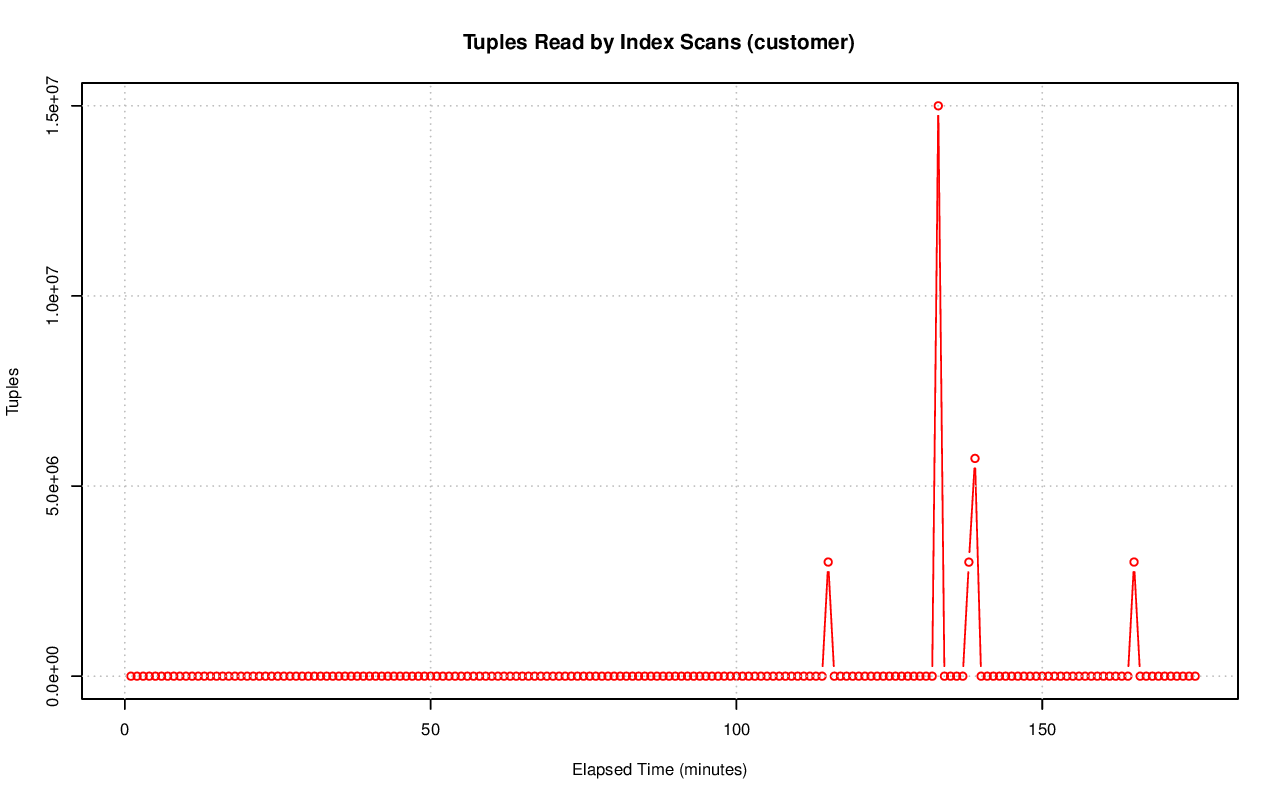 Tuples Read by Index Scans (customer)
1.5e+07
1.0e+07
5.0e+06
0.0e+00
Tuples
0 50 100 150
Elapsed Time (minutes)